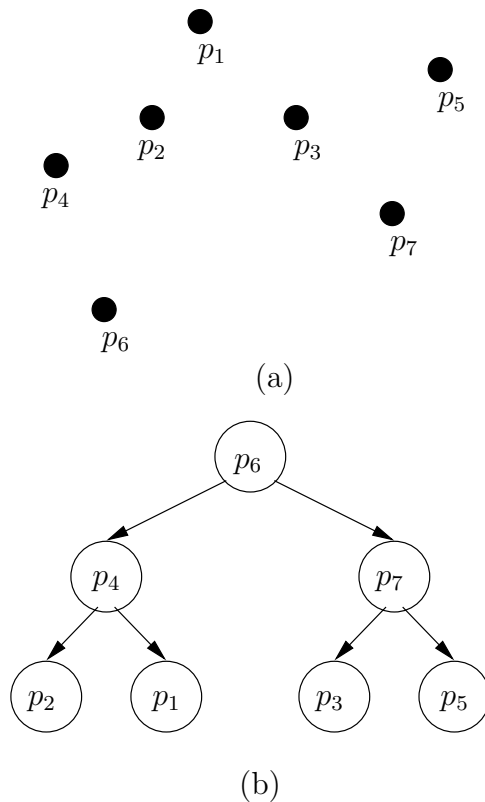 p₁
p₅
p₂ p₃
p₄
p₇
p₆
(a)
p₆
p₄ p₇
p₂ p₁ p₃ p₅
(b)